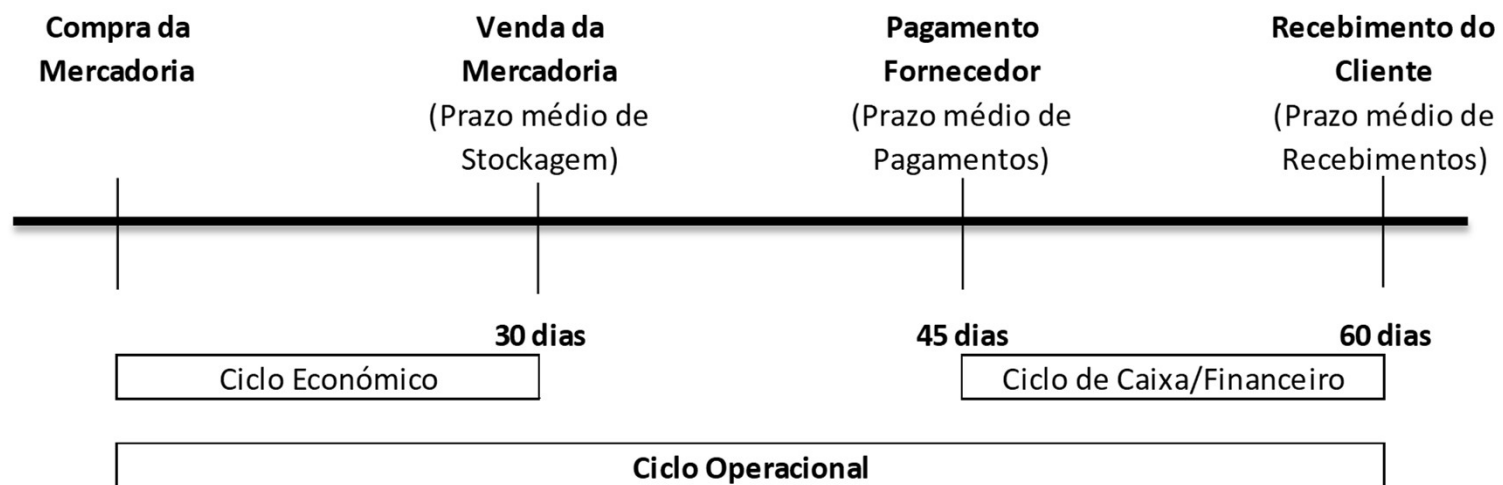 Compra da
Mercadoria
Venda da
Mercadoria
(Prazo médio de
Stockagem)
Pagamento
Fornecedor
(Prazo médio de
Pagamentos)
Recebimento do
Cliente
(Prazo médio de
Recebimentos)
30 dias
45 dias
60 dias
Ciclo Económico
Ciclo de Caixa/Financeiro
Ciclo Operacional